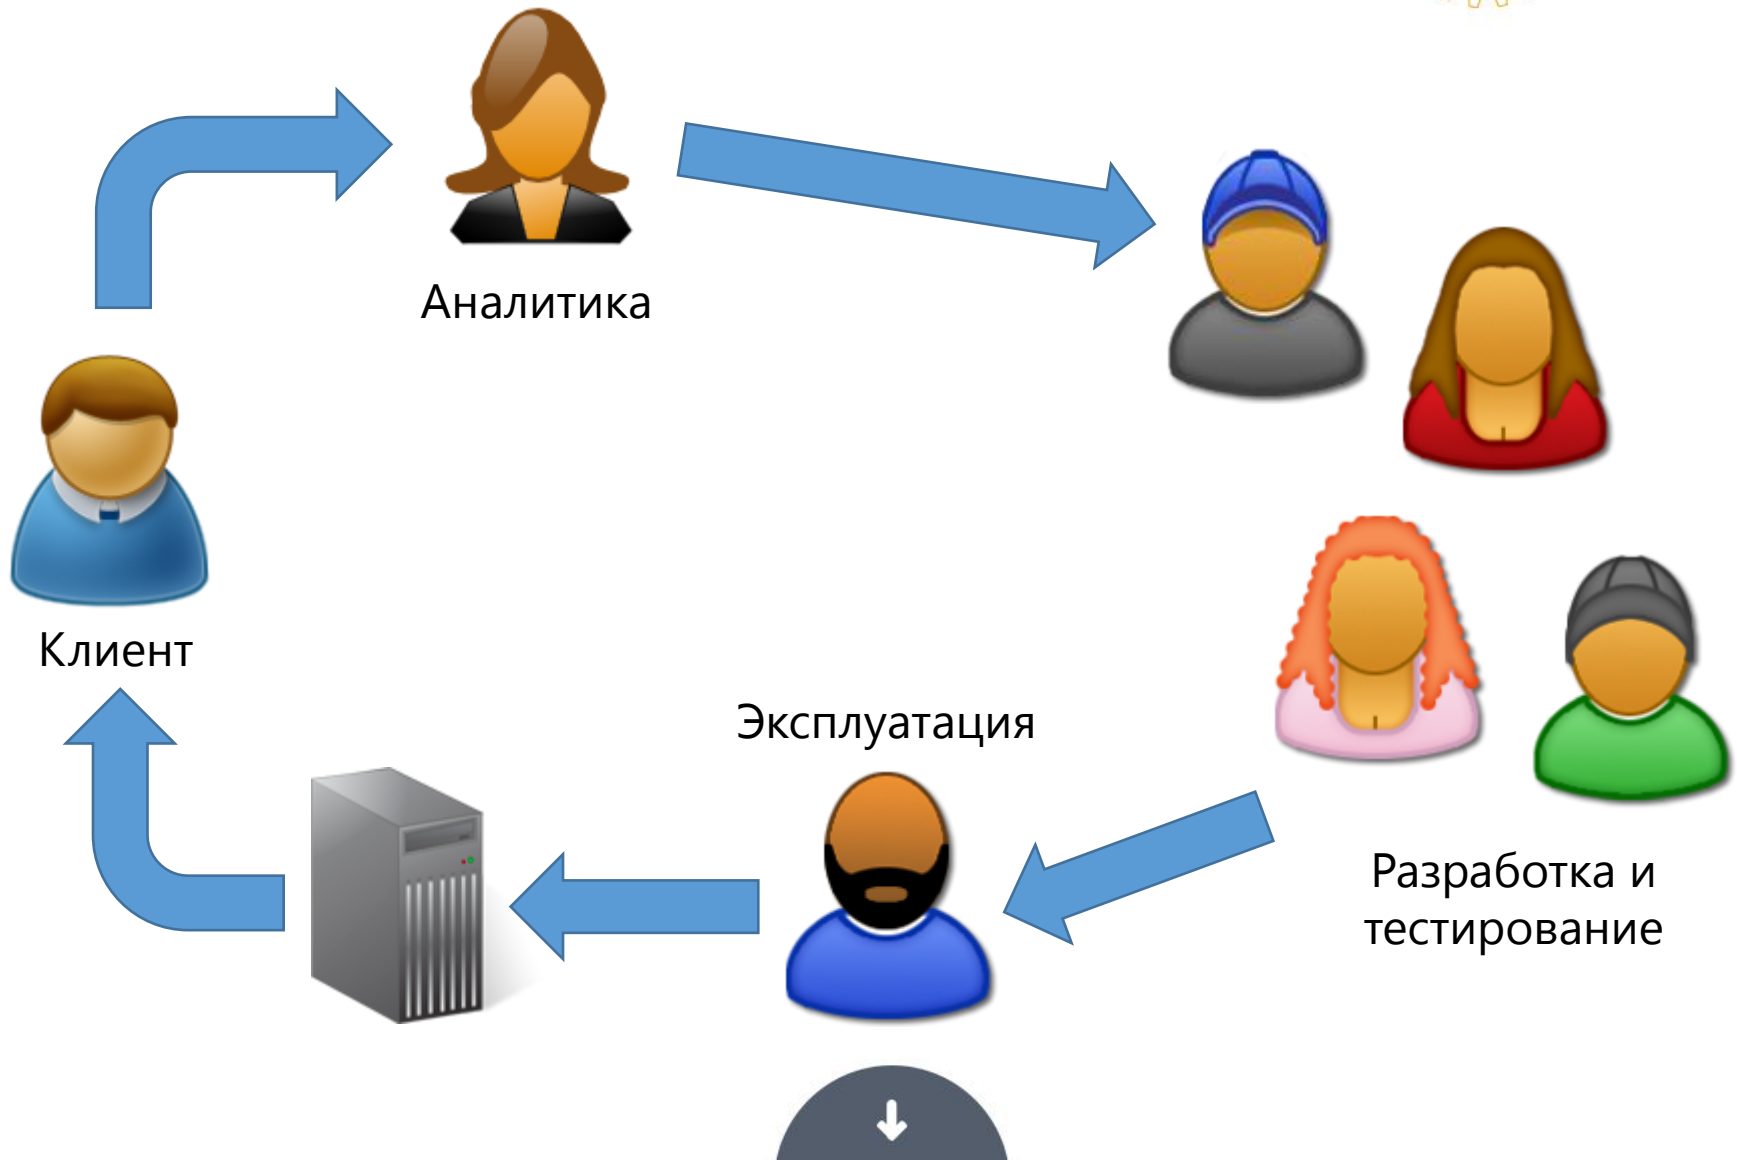 Аналитика
Клиент
Эксплуатация
Разработка и
тестирование